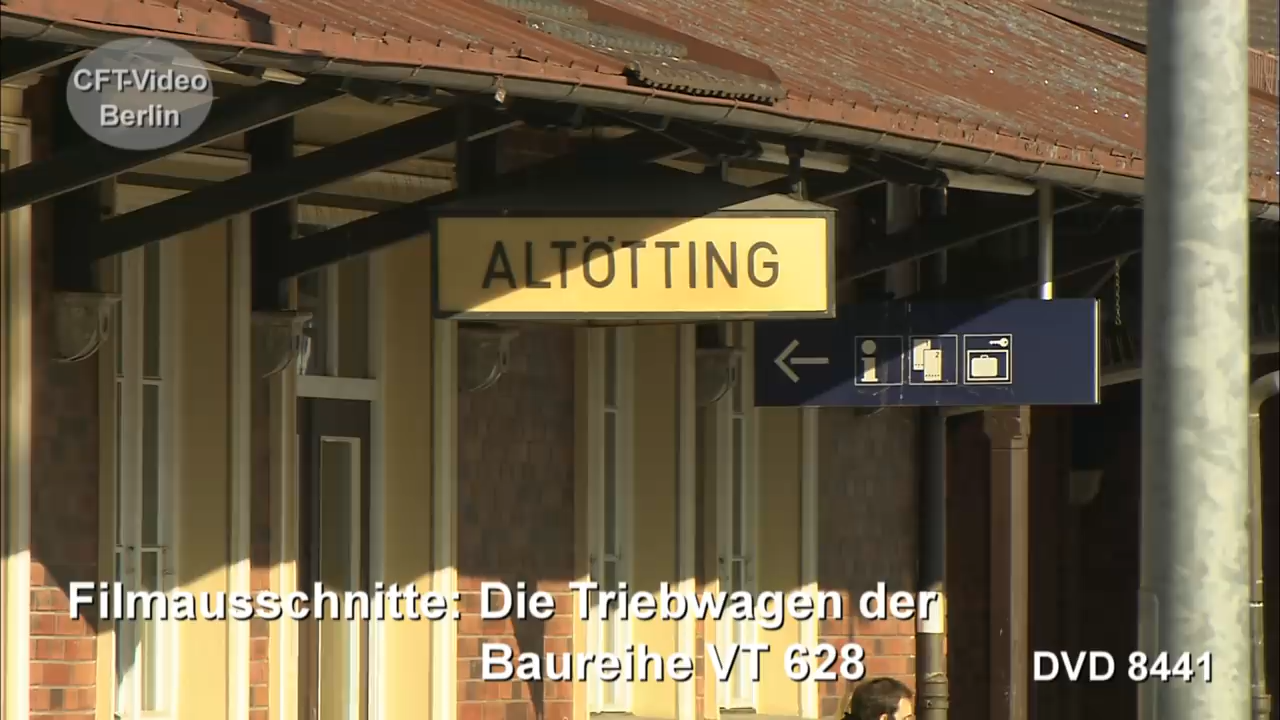 CFT-Video
Berlin
ALTÖTTING
Filmausschnitte: Die Triebwagen der
Baureihe VT 628
DVD 8441